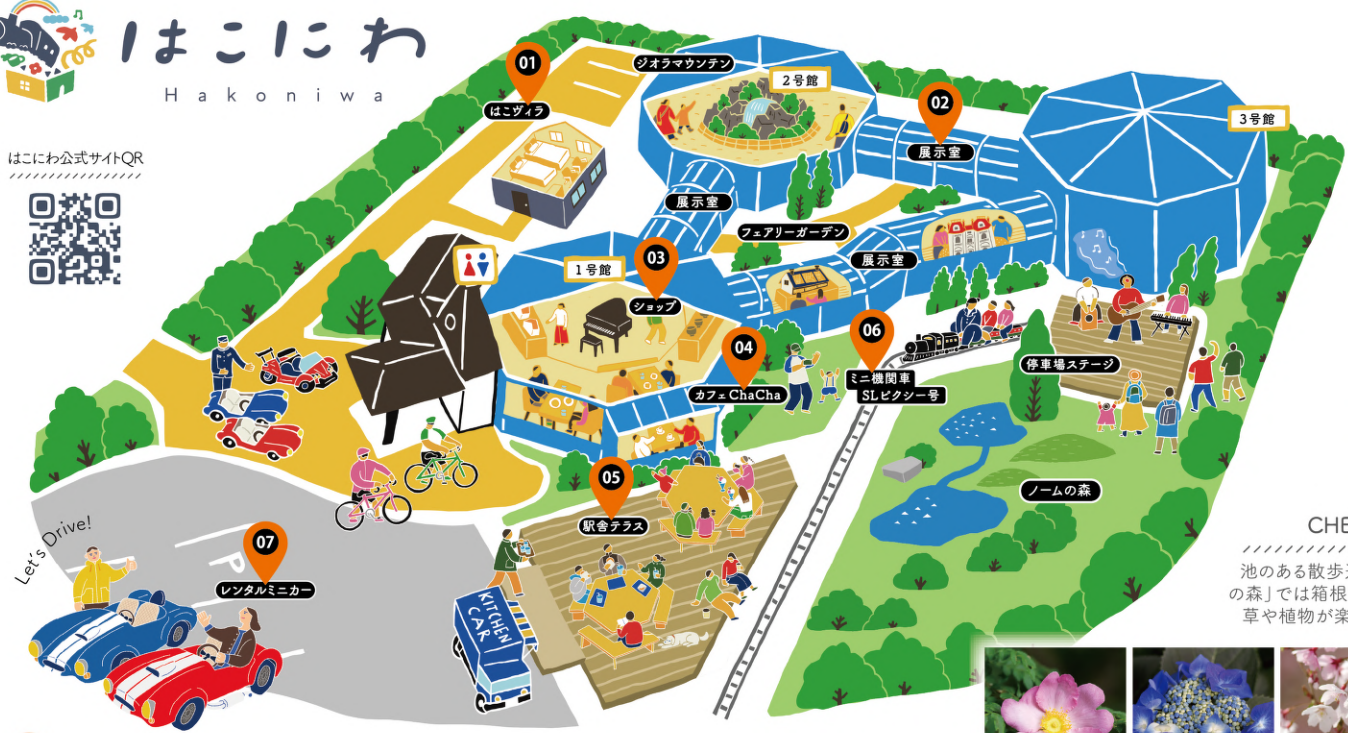 はこにわ
Hakoniwa
はこにわ公式サイトQR
01
はこヴィラ
ジオラマウンテン
2号館
02
展示室
3号館
展示室
フェアリーガーデン
展示室
1号館
03
ショップ
04
カフェChaCha
06
ミニ機関車
SLピクシー号
停車場ステージ
ノームの森
05
駅舎テラス
KITCHEN
CAR
Let's Drive!
07
レンタルミニカー
P
CHE
池のある散歩
の森」では箱根
草や植物が楽